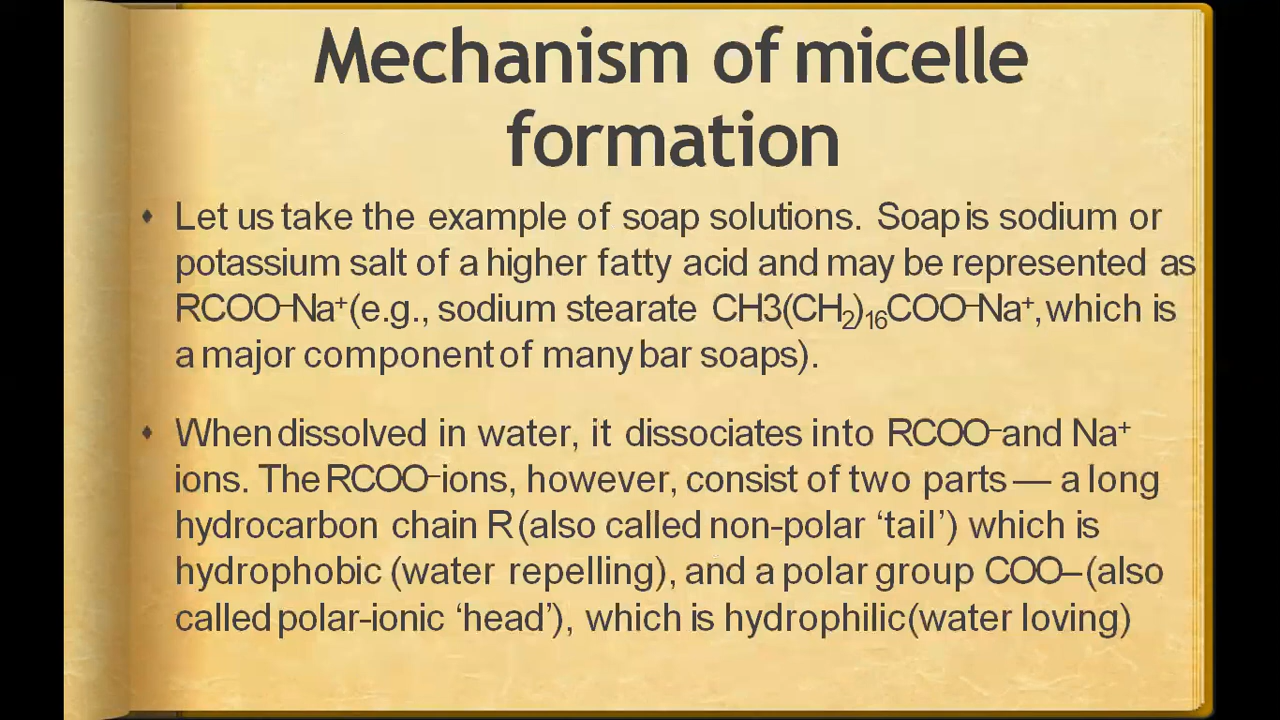 Mechanism of micelle
formation
♦ Let us take the example of soap solutions. Soap is sodium or
potassium salt of a higher fatty acid and may be represented as
RCOO⁻Na⁺ (e.g., sodium stearate CH3(CH₂)₁₆COO⁻Na⁺, which is
a major component of many bar soaps).
♦ When dissolved in water, it dissociates into RCOO⁻ and Na⁺
ions. The RCOO⁻ ions, however, consist of two parts — a long
hydrocarbon chain R (also called non-polar ‘tail’) which is
hydrophobic (water repelling), and a polar group COO– (also
called polar-ionic ‘head’), which is hydrophilic(water loving)